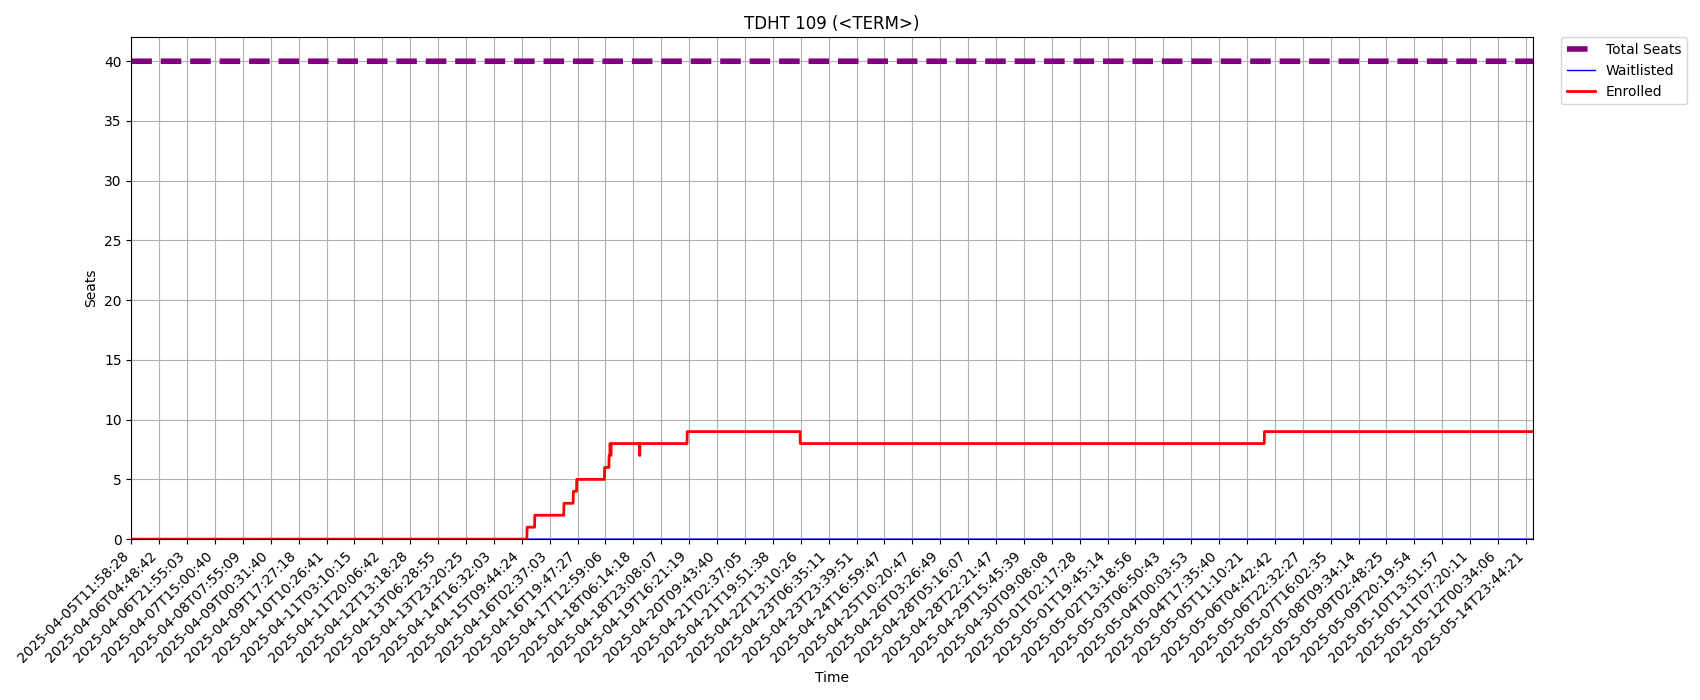 TDHT 109 (<TERM>)
Total Seats
Waitlisted
Enrolled
Seats
40
35
30
25
20
15
10
5
0
2025-04-05T11:58:28
2025-04-06T04:48:42
2025-04-06T21:55:03
2025-04-07T15:00:40
2025-04-08T07:55:09
2025-04-09T00:31:40
2025-04-09T17:27:18
2025-04-10T10:26:41
2025-04-11T03:10:15
2025-04-11T20:06:42
2025-04-12T13:18:28
2025-04-13T06:28:55
2025-04-13T23:20:25
2025-04-14T16:32:03
2025-04-15T09:44:24
2025-04-16T02:37:03
2025-04-16T19:47:27
2025-04-17T12:59:06
2025-04-18T06:14:18
2025-04-18T23:08:07
2025-04-19T16:21:19
2025-04-20T09:43:40
2025-04-21T02:37:05
2025-04-21T19:51:38
2025-04-22T13:10:26
2025-04-23T06:35:11
2025-04-23T23:39:51
2025-04-24T16:59:47
2025-04-25T10:20:47
2025-04-26T03:26:49
2025-04-28T05:16:07
2025-04-28T22:21:47
2025-04-29T15:45:39
2025-04-30T09:08:08
2025-05-01T02:17:28
2025-05-01T19:45:14
2025-05-02T13:18:56
2025-05-03T06:50:43
2025-05-04T00:03:53
2025-05-04T17:35:40
2025-05-05T11:10:21
2025-05-06T04:42:42
2025-05-06T22:32:27
2025-05-07T16:02:35
2025-05-08T09:34:14
2025-05-09T02:48:25
2025-05-09T20:19:54
2025-05-10T13:51:57
2025-05-11T07:20:11
2025-05-12T00:34:06
2025-05-14T23:44:21
Time